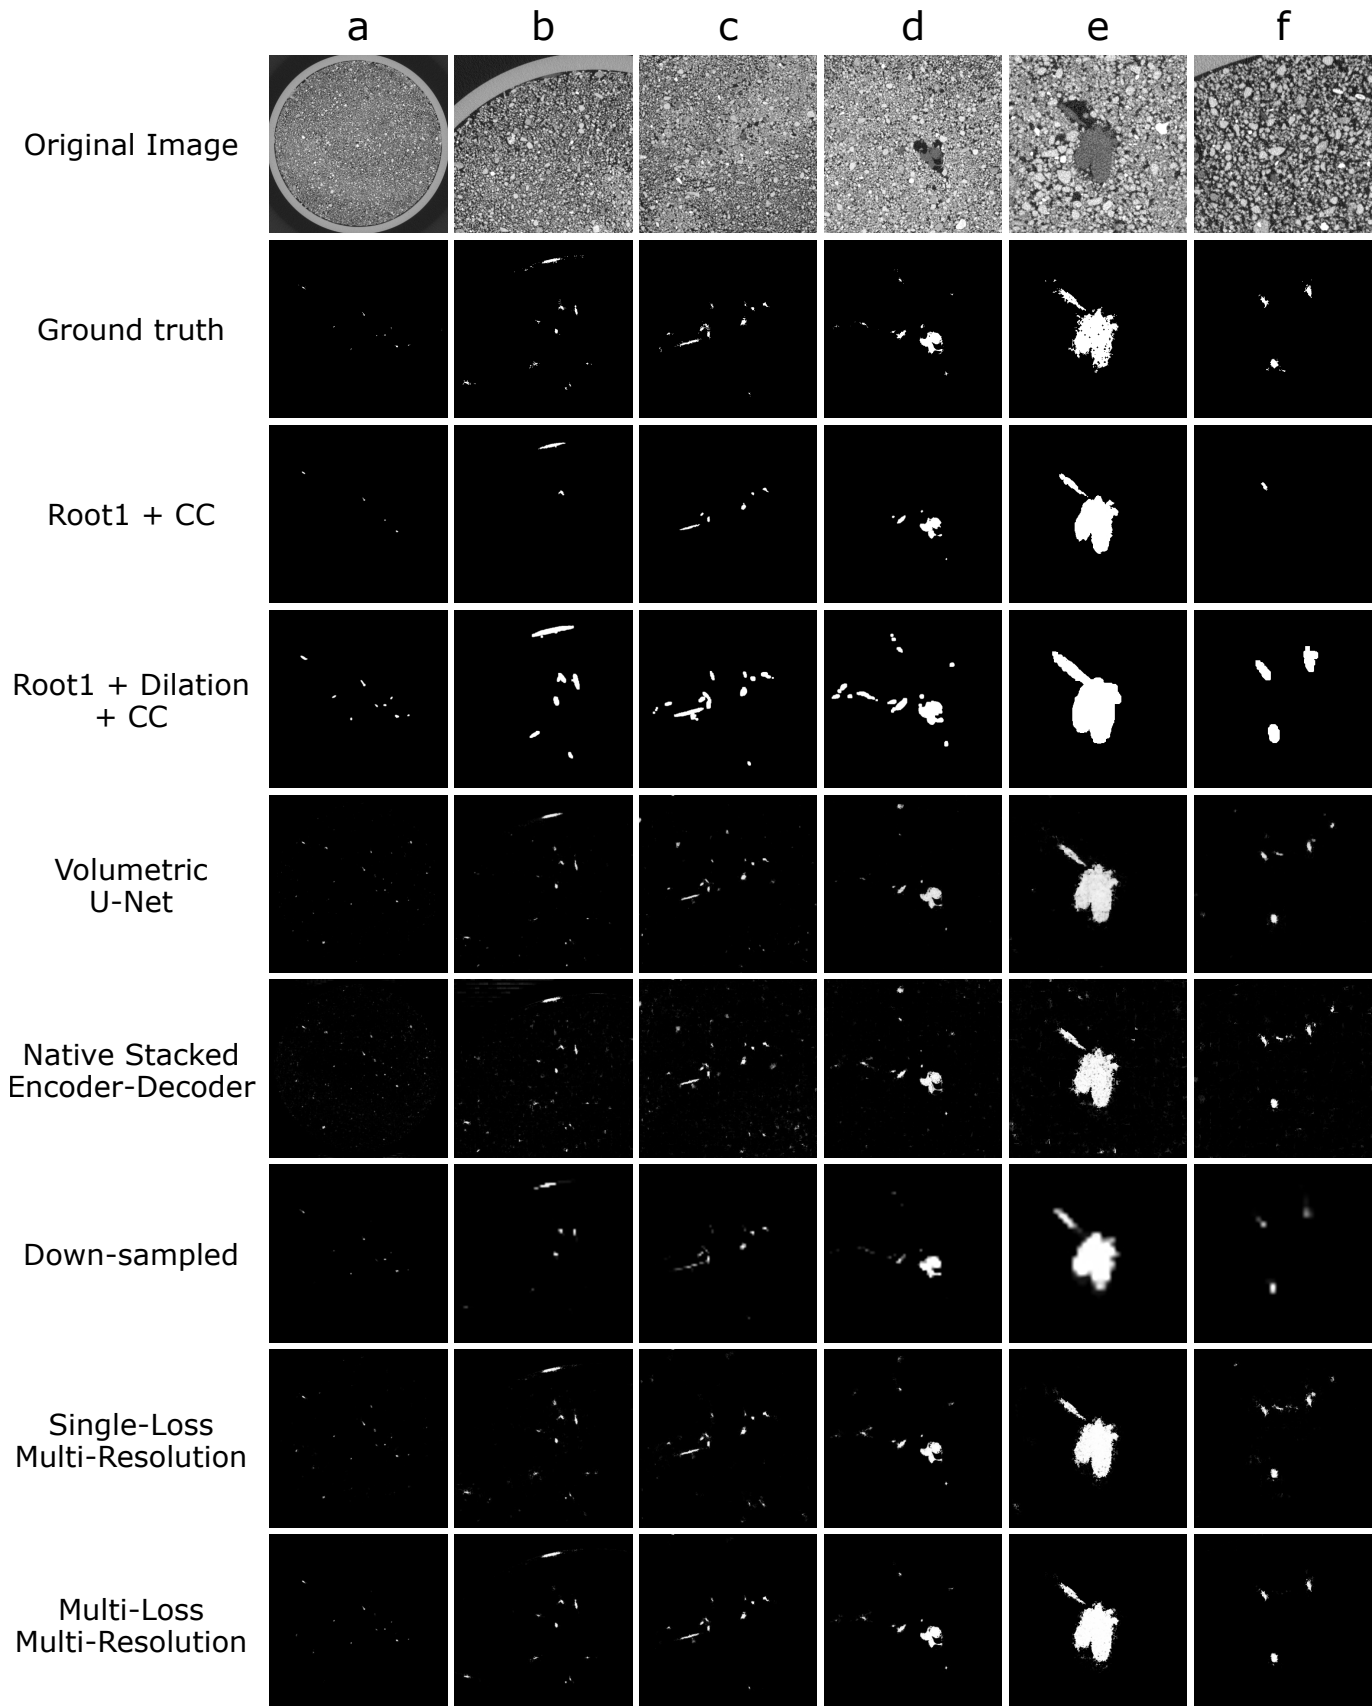 a b c d e f
Original Image
Ground truth
Root1 + CC
Root1 + Dilation
+ CC
Volumetric
U-Net
Native Stacked
Encoder-Decoder
Down-sampled
Single-Loss
Multi-Resolution
Multi-Loss
Multi-Resolution